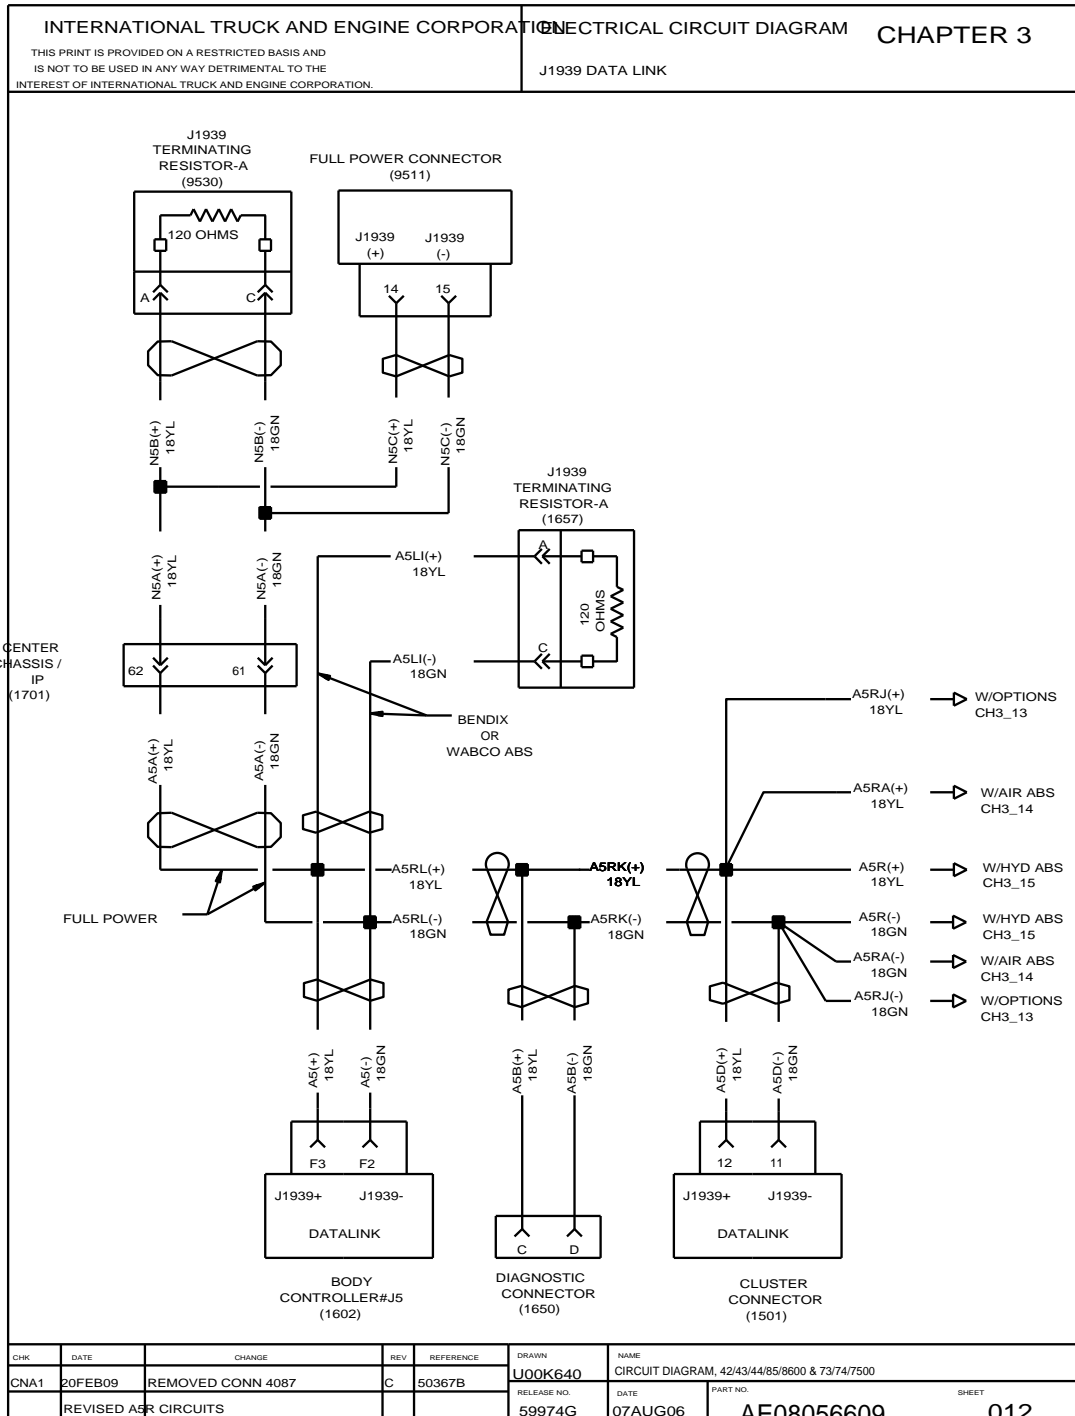 INTERNATIONAL TRUCK AND ENGINE CORPORATION
THIS PRINT IS PROVIDED ON A RESTRICTED BASIS AND
IS NOT TO BE USED IN ANY WAY DETRIMENTAL TO THE
INTEREST OF INTERNATIONAL TRUCK AND ENGINE CORPORATION.
ELECTRICAL CIRCUIT DIAGRAM
CHAPTER 3
J1939 DATA LINK
J1939
TERMINATING
RESISTOR-A
(9530)
120 OHMS
A
C
FULL POWER CONNECTOR
(9511)
J1939
(+)
J1939
(-)
14
15
N5B(+)
18YL
N5B(-)
18GN
N5C(+)
18YL
N5C(-)
18GN
J1939
TERMINATING
RESISTOR-A
(1657)
A
C
120
OHMS
N5A(+)
18YL
N5A(-)
18GN
A5LI(+)
18YL
A5LI(-)
18GN
CENTER
CHASSIS /
IP
(1701)
62
61
BENDIX
OR
WABCO ABS
A5A(+)
18YL
A5A(-)
18GN
A5RJ(+)
18YL
W/OPTIONS
CH3_13
A5RA(+)
18YL
W/AIR ABS
CH3_14
A5RL(+)
18YL
A5RK(+)
18YL
A5R(+)
18YL
W/HYD ABS
CH3_15
FULL POWER
A5RL(-)
18GN
A5RK(-)
18GN
A5R(-)
18GN
W/HYD ABS
CH3_15
A5RA(-)
18GN
W/AIR ABS
CH3_14
A5RJ(-)
18GN
W/OPTIONS
CH3_13
A5(+)
18YL
A5(-)
18GN
A5B(+)
18YL
A5B(-)
18GN
A5D(+)
18YL
A5D(-)
18GN
F3
F2
J1939+
J1939-
DATALINK
BODY
CONTROLLER#J5
(1602)
C
D
DIAGNOSTIC
CONNECTOR
(1650)
12
11
J1939+
J1939-
DATALINK
CLUSTER
CONNECTOR
(1501)
CHK
DATE
CHANGE
REV
REFERENCE
CNA1
20FEB09
REMOVED CONN 4087
C
50367B
REVISED A5R CIRCUITS
DRAWN
U00K640
NAME
CIRCUIT DIAGRAM, 42/43/44/85/8600 & 73/74/7500
RELEASE NO.
59974G
DATE
07AUG06
PART NO.
AE08056609
SHEET
012